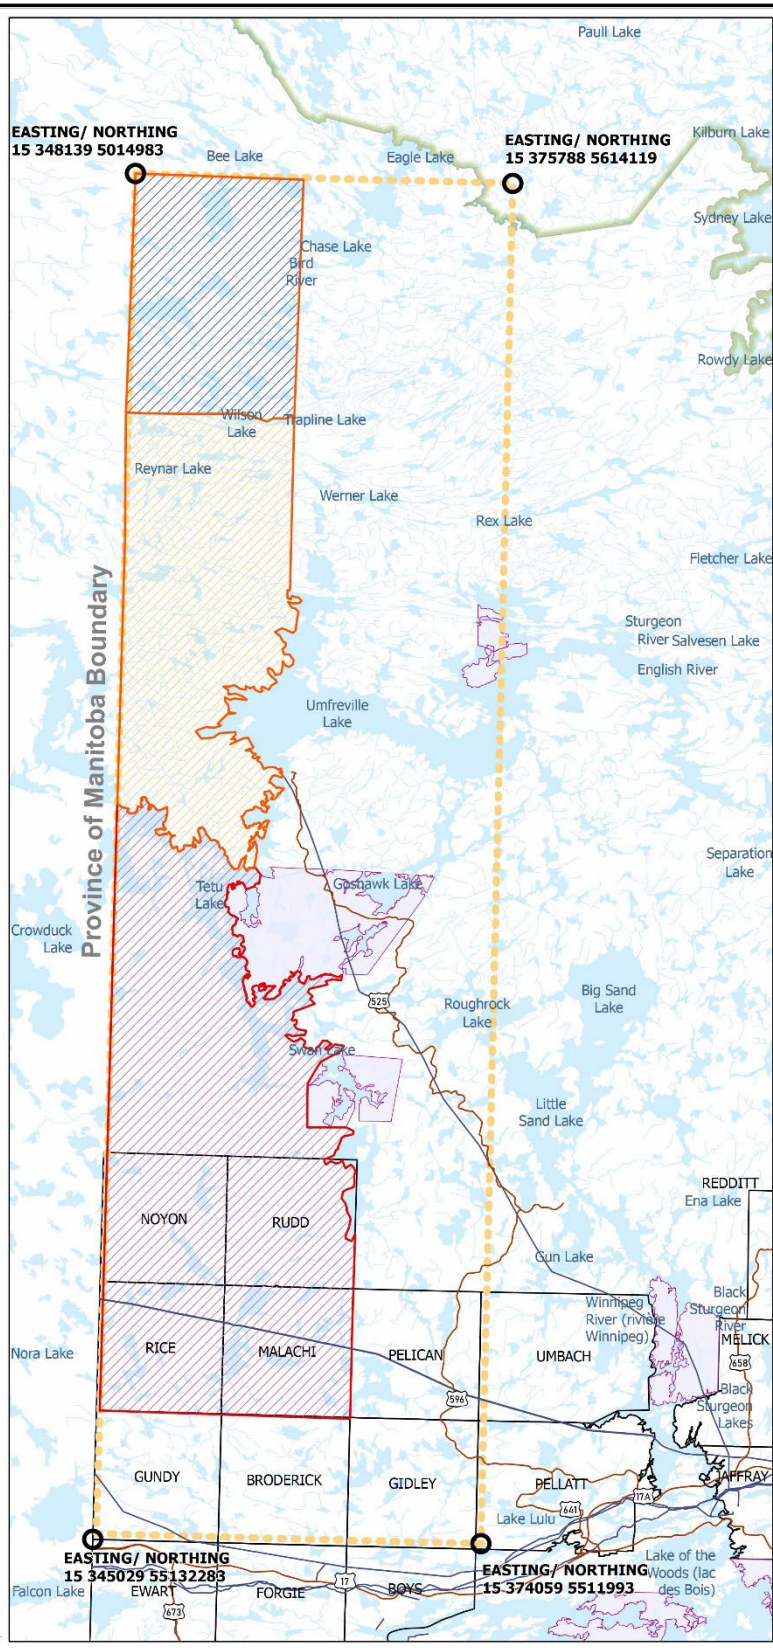 Paull Lake
EASTING/ NORTHING
15 348139 5014983
Bee Lake
Eagle Lake
EASTING/ NORTHING
15 375788 5614119
Kilburn Lake
Sydney Lake
Chase Lake
Bird
River
Rowdy Lake
Wilson
Lake
Trapline Lake
Reynar Lake
Werner Lake
Rex Lake
Fletcher Lake
Province of Manitoba Boundary
Sturgeon
River
Salvesen Lake
English River
Umfreville
Lake
Separation
Lake
Tetu
Lake
Goshawk Lake
Crowduck
Lake
525
Roughrock
Lake
Big Sand
Lake
Swan Lake
Little
Sand Lake
REDDITT
Ena Lake
NOYON
RUDD
Gun Lake
Winnipeg
River (rivière
Winnipeg)
Black
Sturgeon
River
MELICK
658
Nora Lake
RICE
MALACHI
PELICAN
UMBACH
596
Black
Sturgeon
Lakes
GUNDY
BRODERICK
GIDLEY
PELLATT
JAFFRAY
17A
641
Lake Lulu
EASTING/ NORTHING
15 345029 55132283
EASTING/ NORTHING
15 374059 5511993
Lake of the
Woods (lac
des Bois)
Falcon Lake
EWART
FORGIE
17
BOYS
673